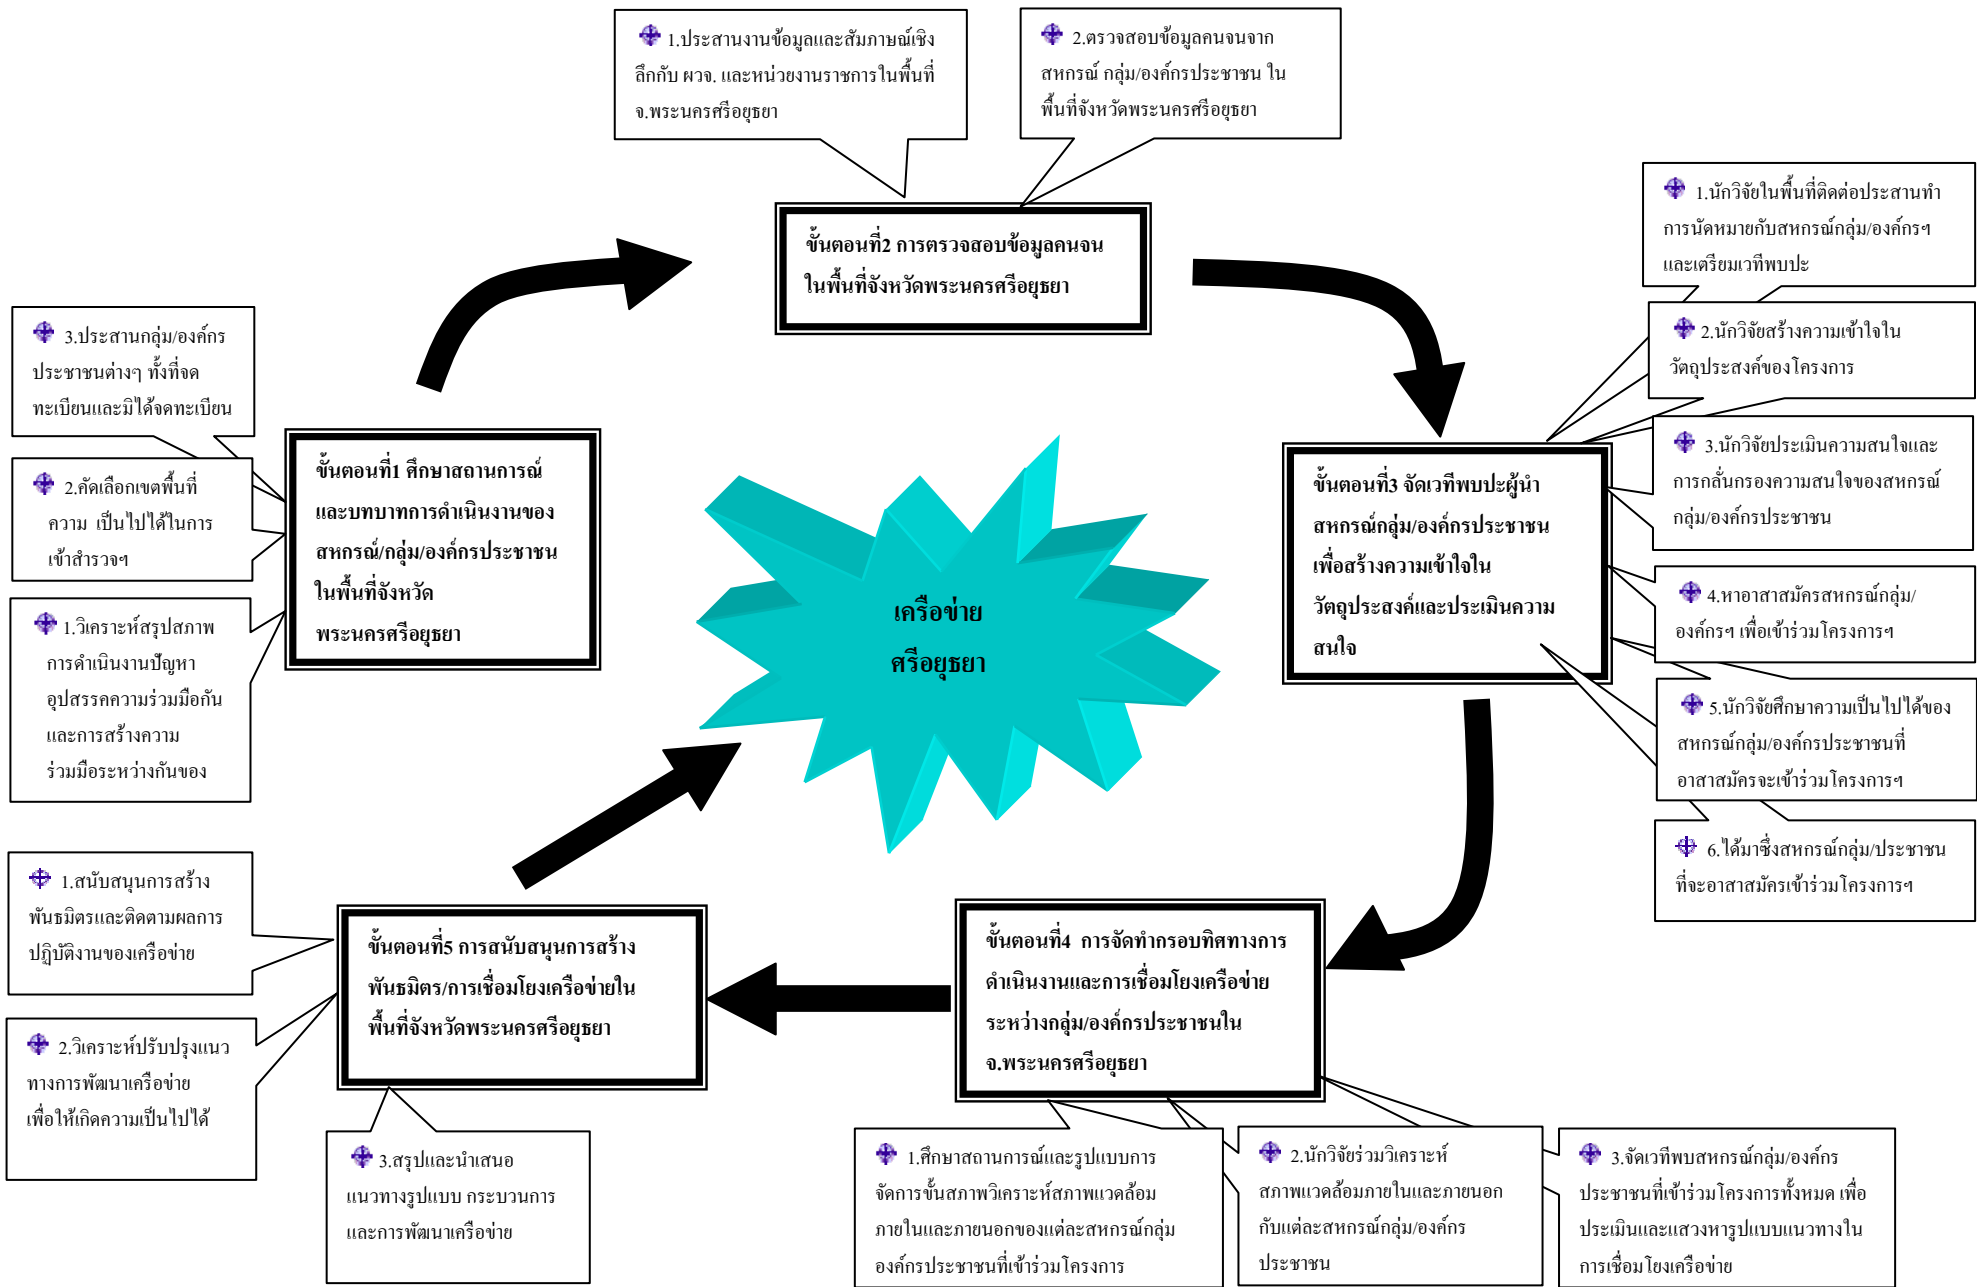 1.ประสานงานข้อมูลและสัมภาษณ์เชิง
ลึกกับ ผวจ. และหน่วยงานราชการในพื้นที่
จ.พระนครศรีอยุธยา
2.ตรวจสอบข้อมูลคนจนจาก
สหกรณ์ กลุ่ม/องค์กรประชาชน ใน
พื้นที่จังหวัดพระนครศรีอยุธยา
ขั้นตอนที่2 การตรวจสอบข้อมูลคนจน
ในพื้นที่จังหวัดพระนครศรีอยุธยา
1.นักวิจัยในพื้นที่ติดต่อประสานทำ
การนัดหมายกับสหกรณ์กลุ่ม/องค์กรฯ
และเตรียมเวทีพบปะ
2.นักวิจัยสร้างความเข้าใจใน
วัตถุประสงค์ของโครงการ
3.นักวิจัยประเมินความสนใจและ
การกลั่นกรองความสนใจของสหกรณ์
กลุ่ม/องค์กรประชาชน
4.หาอาสาสมัครสหกรณ์กลุ่ม/
องค์กรฯ เพื่อเข้าร่วมโครงการฯ
5.นักวิจัยศึกษาความเป็นไปได้ของ
สหกรณ์กลุ่ม/องค์กรประชาชนที่
อาสาสมัครจะเข้าร่วมโครงการฯ
6.ได้มาซึ่งสหกรณ์กลุ่ม/ประชาชน
ที่จะอาสาสมัครเข้าร่วมโครงการฯ
3.ประสานกลุ่ม/องค์กร
ประชาชนต่างๆ ทั้งที่จด
ทะเบียนและมิได้จดทะเบียน
2.คัดเลือกเขตพื้นที่
ความ เป็นไปได้ในการ
เข้าสำรวจฯ
1.วิเคราะห์สรุปสภาพ
การดำเนินงานปัญหา
อุปสรรคความร่วมมือกัน
และการสร้างความ
ร่วมมือระหว่างกันของ
ขั้นตอนที่1 ศึกษาสถานการณ์
และบทบาทการดำเนินงานของ
สหกรณ์/กลุ่ม/องค์กรประชาชน
ในพื้นที่จังหวัด
พระนครศรีอยุธยา
เครือข่าย
ศรีอยุธยา
ขั้นตอนที่3 จัดเวทีพบปะผู้นำ
สหกรณ์กลุ่ม/องค์กรประชาชน
เพื่อสร้างความเข้าใจใน
วัตถุประสงค์และประเมินความ
สนใจ
1.สนับสนุนการสร้าง
พันธมิตรและติดตามผลการ
ปฏิบัติงานของเครือข่าย
2.วิเคราะห์ปรับปรุงแนว
ทางการพัฒนาเครือข่าย
เพื่อให้เกิดความเป็นไปได้
ขั้นตอนที่5 การสนับสนุนการสร้าง
พันธมิตร/การเชื่อมโยงเครือข่ายใน
พื้นที่จังหวัดพระนครศรีอยุธยา
3.สรุปและนำเสนอ
แนวทางรูปแบบ กระบวนการ
และการพัฒนาเครือข่าย
ขั้นตอนที่4 การจัดทำกรอบทิศทางการ
ดำเนินงานและการเชื่อมโยงเครือข่าย
ระหว่างกลุ่ม/องค์กรประชาชนใน
จ.พระนครศรีอยุธยา
1.ศึกษาสถานการณ์และรูปแบบการ
จัดการขั้นสภาพวิเคราะห์สภาพแวดล้อม
ภายในและภายนอกของแต่ละสหกรณ์กลุ่ม
องค์กรประชาชนที่เข้าร่วมโครงการ
2.นักวิจัยร่วมวิเคราะห์
สภาพแวดล้อมภายในและภายนอก
กับแต่ละสหกรณ์กลุ่ม/องค์กร
ประชาชน
3.จัดเวทีพบสหกรณ์กลุ่ม/องค์กร
ประชาชนที่เข้าร่วมโครงการทั้งหมด เพื่อ
ประเมินและแสวงหารูปแบบแนวทางใน
การเชื่อมโยงเครือข่าย